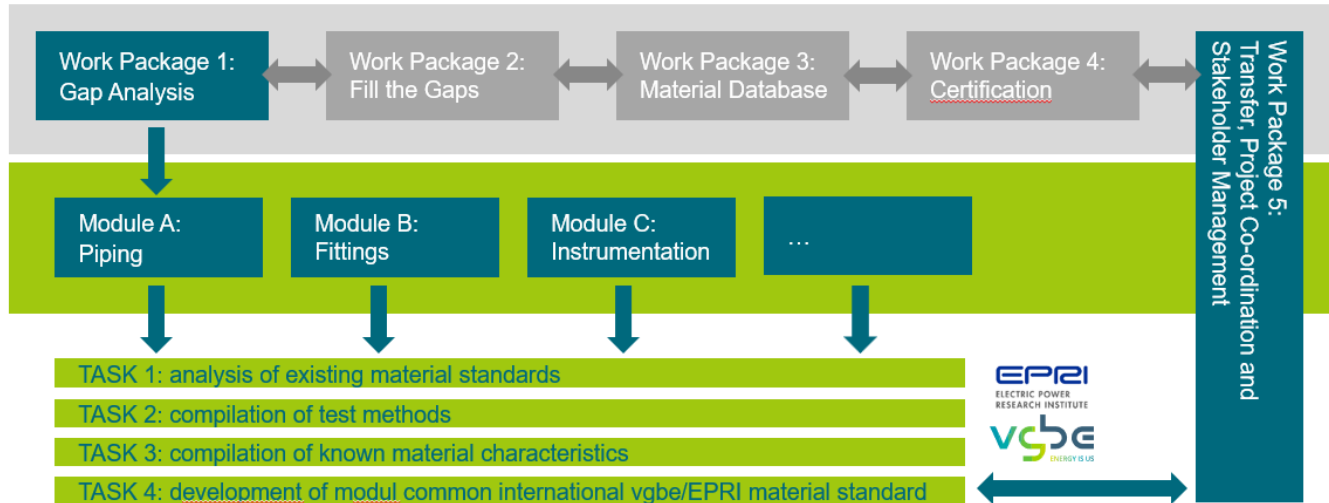 Work Package 1:
Gap Analysis
Work Package 2:
Fill the Gaps
Work Package 3:
Material Database
Work Package 4:
Certification
Work Package 5:
Transfer, Project Co-ordination and
Stakeholder Management
Module A:
Piping
Module B:
Fittings
Module C:
Instrumentation
...
TASK 1: analysis of existing material standards
TASK 2: compilation of test methods
TASK 3: compilation of known material characteristics
TASK 4: development of modul common international vgbe/EPRI material standard
EPRI
ELECTRIC POWER
RESEARCH INSTITUTE
vgbe
ENERGY IS US